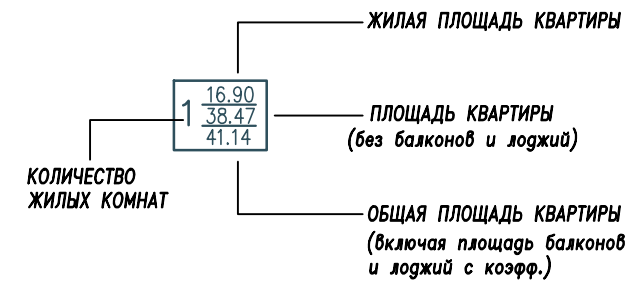 ЖИЛАЯ ПЛОЩАДЬ КВАРТИРЫ
1
16.90
38.47
41.14
ПЛОЩАДЬ КВАРТИРЫ
(без балконов и лоджий)
КОЛИЧЕСТВО
ЖИЛЫХ КОМНАТ
ОБЩАЯ ПЛОЩАДЬ КВАРТИРЫ
(включая площадь балконов
и лоджий с коэфф.)